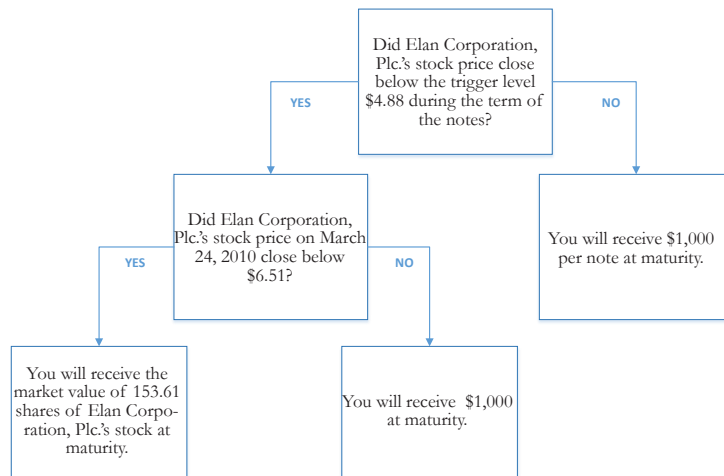 Did Elan Corporation,
Plc.'s stock price close
below the trigger level
$4.88 during the term of
the notes?
YES
NO
Did Elan Corporation,
Plc.'s stock price on March
24, 2010 close below
$6.51?
You will receive $1,000
per note at maturity.
YES
NO
You will receive the
market value of 153.61
shares of Elan Corpo-
ration, Plc.'s stock at
maturity.
You will receive $1,000
at maturity.